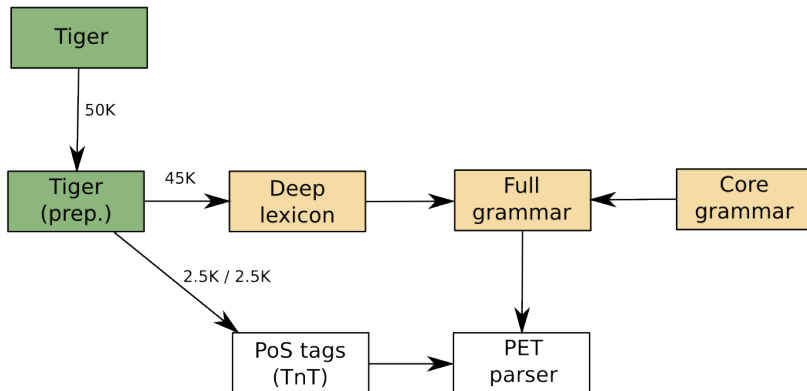 Tiger
50K
Tiger
(prep.)
45K
Deep
lexicon
Full
grammar
Core
grammar
2.5K / 2.5K
PoS tags
(TnT)
PET
parser